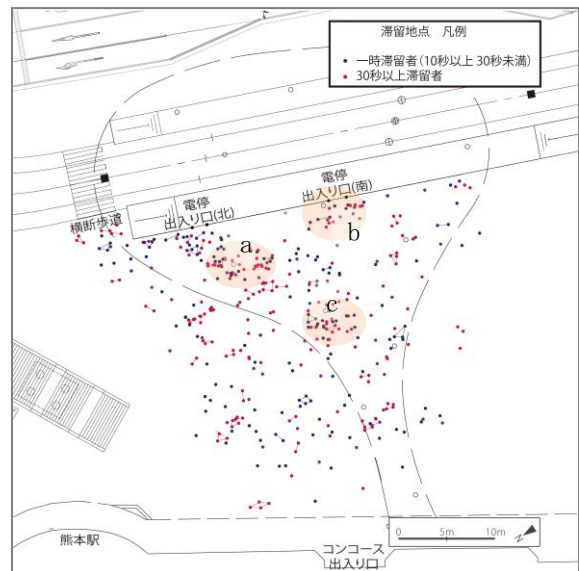 滞留地点　凡例
一時滞留者(10秒以上 30秒未満)
30秒以上滞留者
電停
出入り口(南)
電停
出入り口(北)
横断歩道
a
b
c
0 5m 10m
熊本駅
コンコース
出入り口